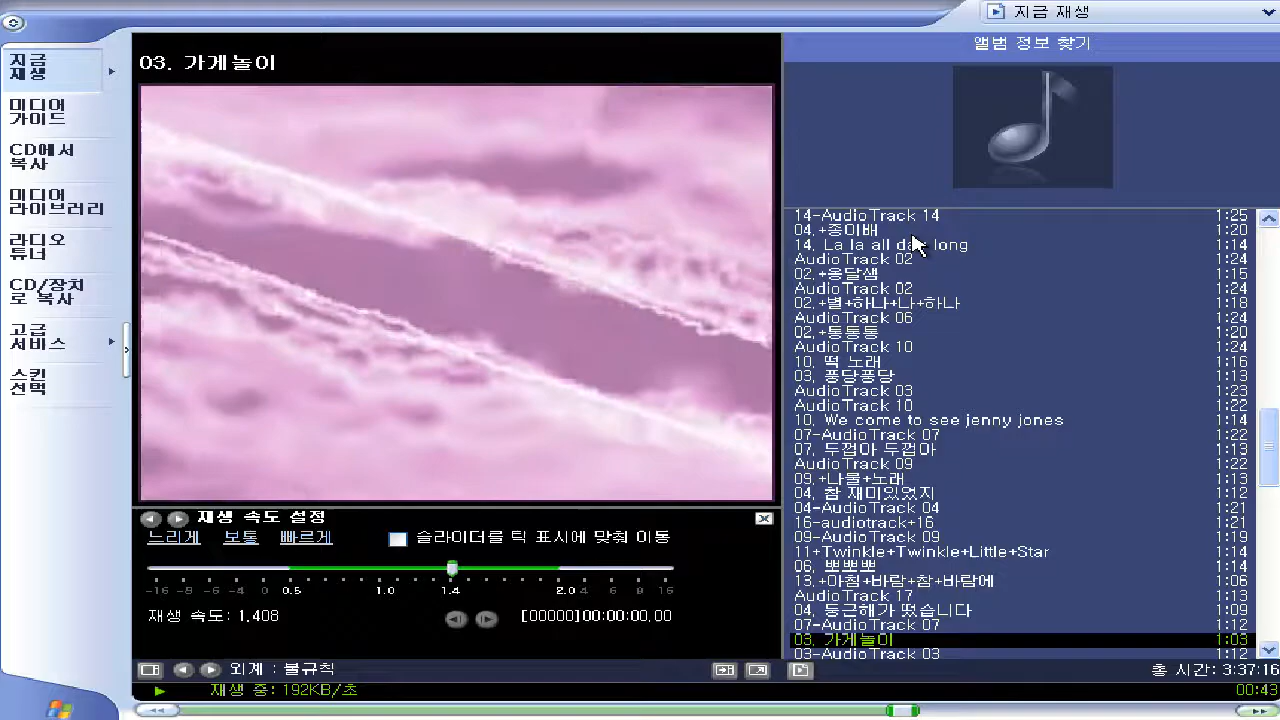 지금 재생
앨범 정보 찾기
지금
재생
미디어
가이드
CD에서
복사
미디어
라이브러리
라디오
튜너
CD/장치
로 복사
고급
서비스
스킨
선택
03. 가게놀이
14-AudioTrack 14 1:25
04.+종이배 1:20
14. La la all day long 1:14
AudioTrack 02 1:24
02.+옹달샘 1:15
AudioTrack 02 1:24
02.+별+하나+나+하나 1:18
AudioTrack 06 1:24
02.+통통통 1:20
AudioTrack 10 1:24
10. 떡 노래 1:16
03. 퐁당퐁당 1:13
AudioTrack 03 1:23
AudioTrack 10 1:22
10. We come to see jenny jones 1:14
07-AudioTrack 07 1:22
07. 두껍아 두껍아 1:13
AudioTrack 09 1:22
09.+나물+노래 1:13
04. 참 재미있었지 1:12
04-AudioTrack 04 1:21
16-audiotrack+16 1:21
09-AudioTrack 09 1:19
11+Twinkle+Twinkle+Little+Star 1:14
06. 뽀뽀뽀 1:14
13.+아침+바람+찬+바람에 1:06
AudioTrack 17 1:13
04. 둥근해가 떴습니다 1:09
07-AudioTrack 07 1:12
03. 가게놀이 1:03
03-AudioTrack 03 1:12
재생 속도 설정
느리게 보통 빠르게 슬라이더를 틱 표시에 맞춰 이동
-16 -8 -6 -4 0 0.5 1.0 1.4 2.0 4 6 8 16
재생 속도: 1.408 [00000]00:00:00.00
외계 : 불규칙
총 시간: 3:37:16
재생 중: 192KB/초 00:43